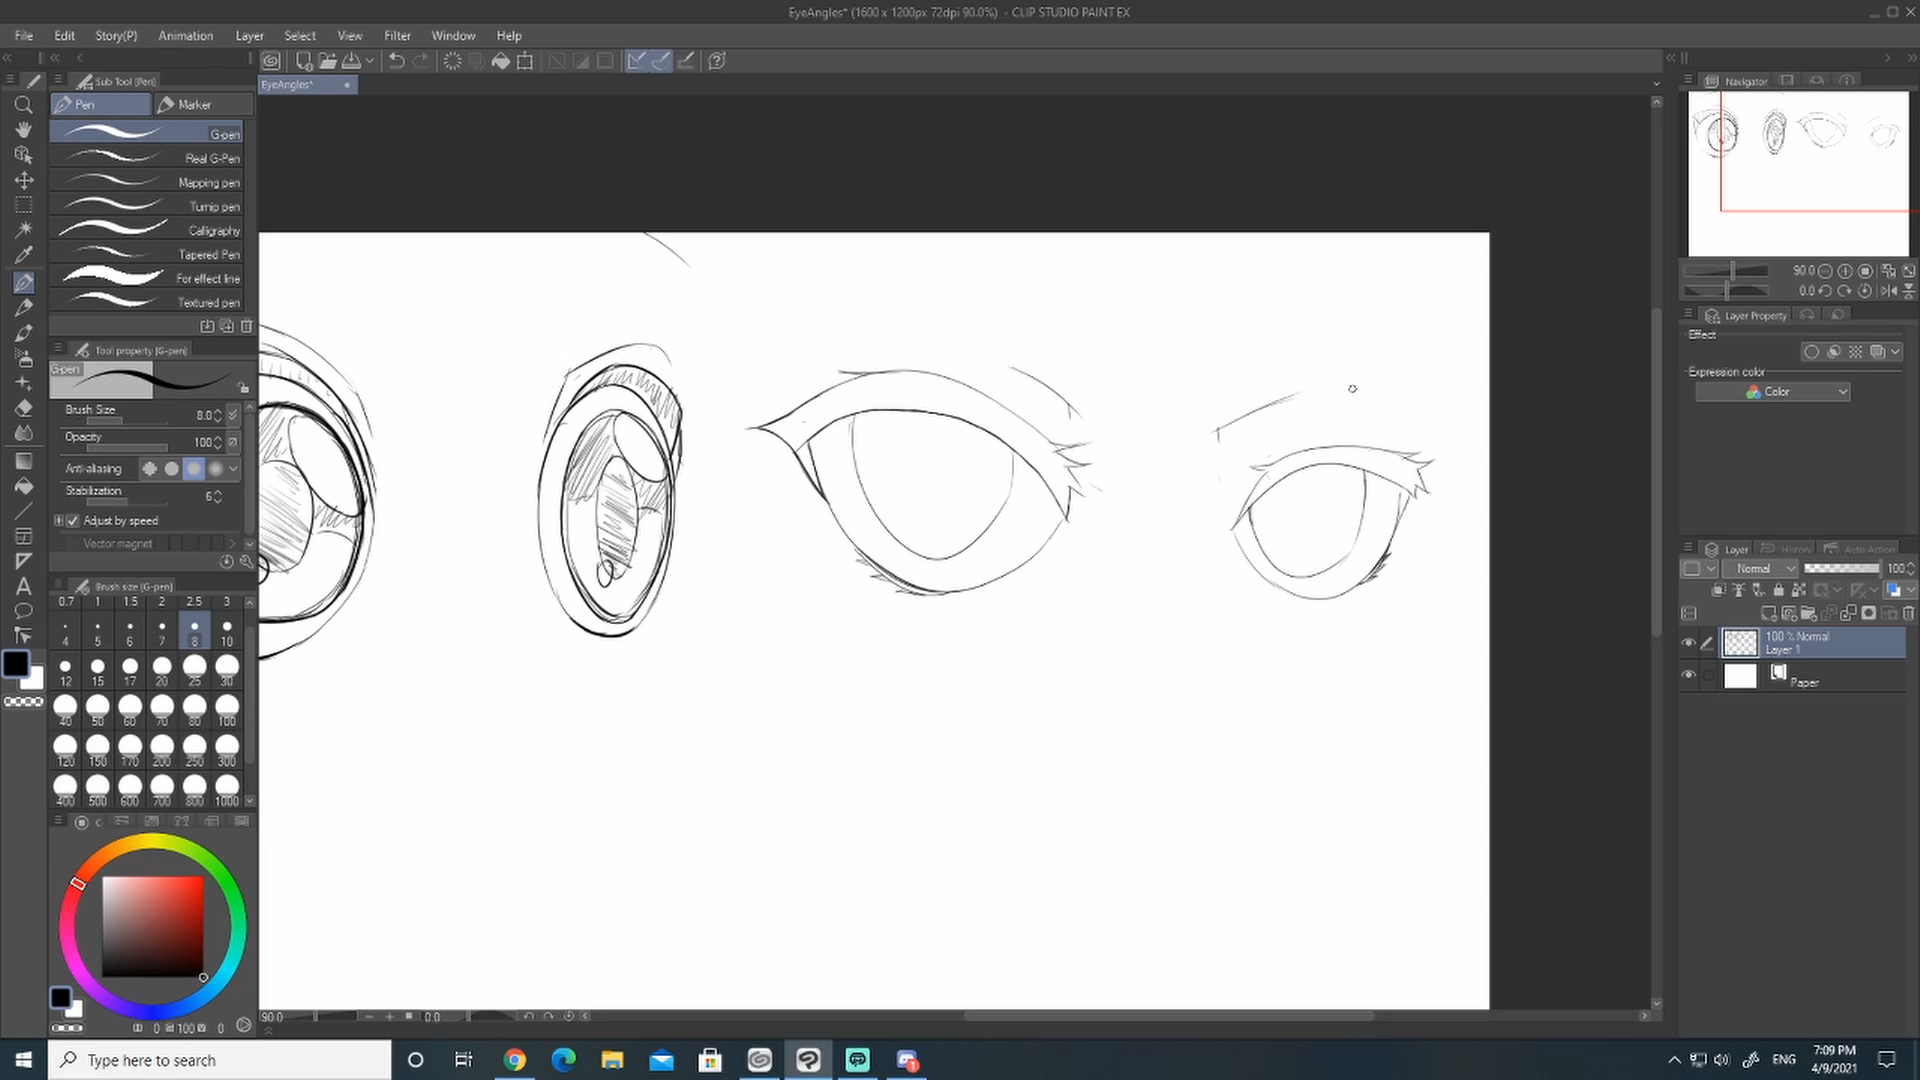 EyeAngles* (1600 x 1200px 72dpi 90.0%) - CLIP STUDIO PAINT EX
File Edit Story(P) Animation Layer Select View Filter Window Help
Sub Tool [Pen]
EyeAngles*
Navigator
Pen Marker
G-pen
Real G-Pen
Mapping pen
Turnip pen
Calligraphy
Tapered Pen
For effect line
Textured pen
90.0
0.0
Layer Property
Effect
Expression color
Color
Tool property [G-pen]
G-pen
Brush Size 8.0
Opacity 100
Anti-aliasing
Stabilization 6
Adjust by speed
Vector magnet
Brush size [G-pen]
0.7 1 1.5 2 2.5 3
4 5 6 7 8 10
12 15 17 20 25 30
40 50 60 70 80 100
120 150 170 200 250 300
400 500 600 700 800 1000
Layer History Auto Action
Normal 100
100 % Normal
Layer 1
Paper
0 100 0
90.0 0.0
Type here to search
1
ENG
7:09 PM
4/9/2021